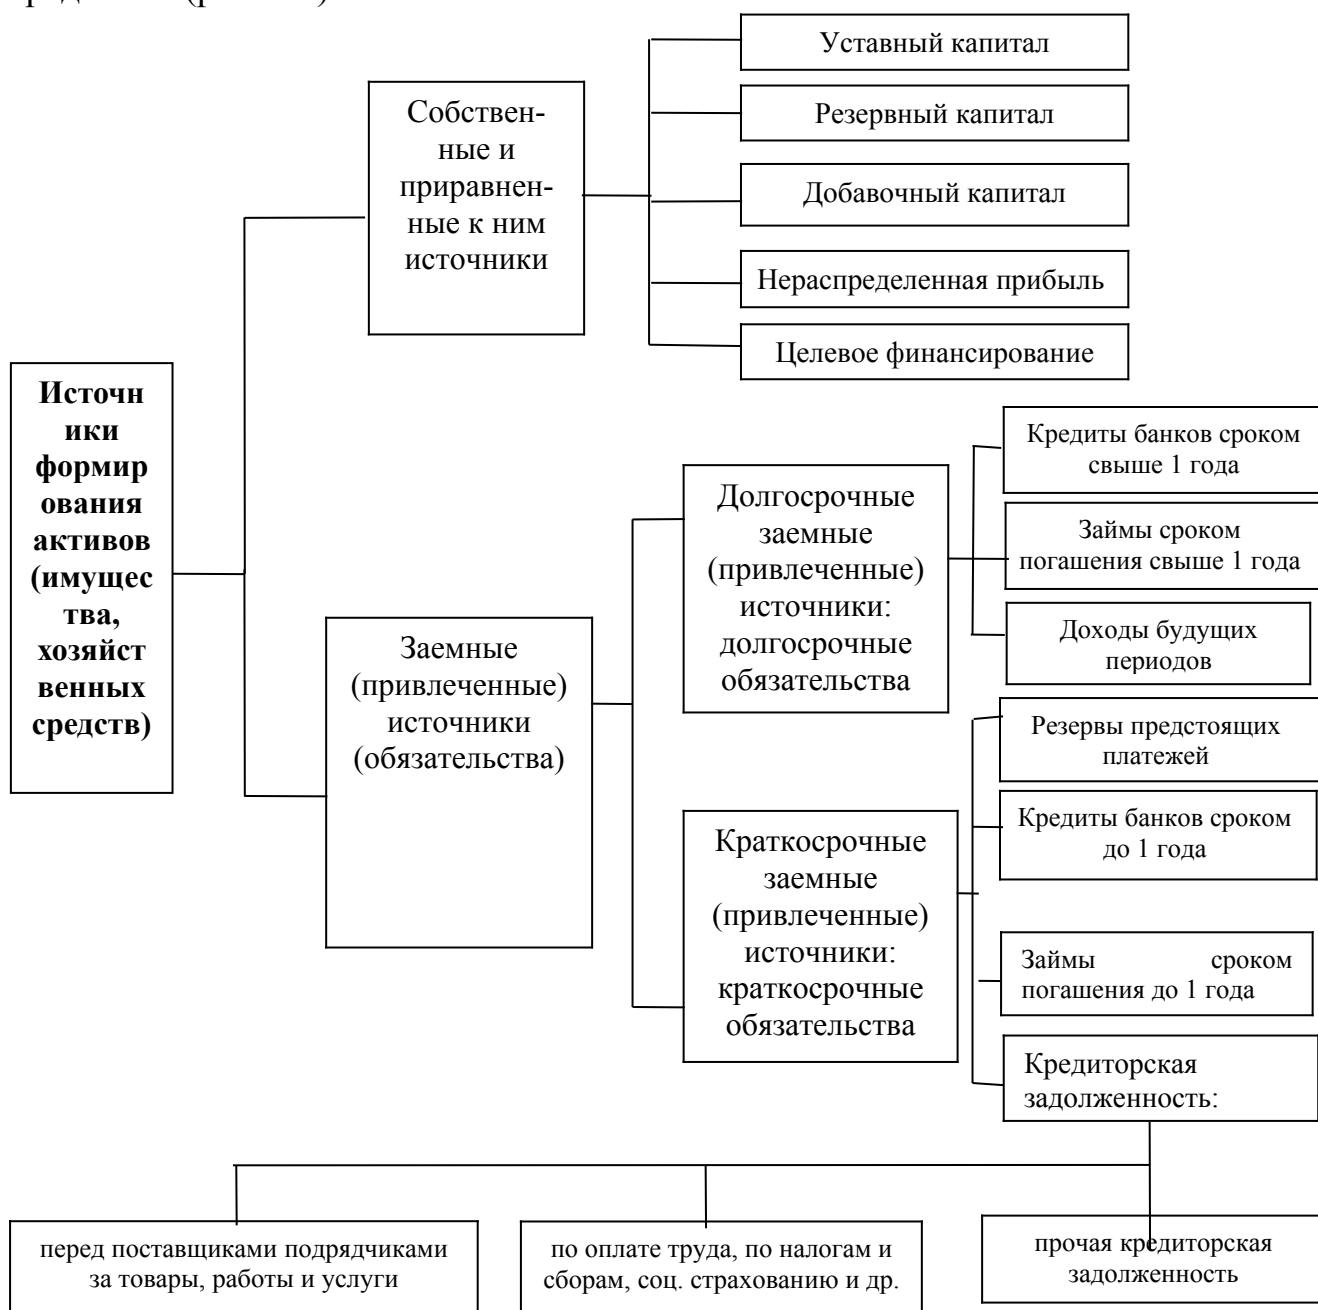 Уставный капитал
Резервный капитал
Добавочный капитал
Нераспределенная прибыль
Целевое финансирование
Собствен-
ные и
приравнен-
ные к ним
источники
Источн
ики
формир
ования
активов
(имущес
тва,
хозяйст
венных
средств)
Заемные
(привлеченные)
источники
(обязательства)
Долгосрочные
заемные
(привлеченные)
источники:
долгосрочные
обязательства
Кредиты банков сроком
свыше 1 года
Займы сроком
погашения свыше 1 года
Доходы будущих
периодов
Краткосрочные
заемные
(привлеченные)
источники:
краткосрочные
обязательства
Резервы предстоящих
платежей
Кредиты банков сроком
до 1 года
Займы сроком
погашения до 1 года
Кредиторская
задолженность:
перед поставщиками подрядчиками
за товары, работы и услуги
по оплате труда, по налогам и
сборам, соц. страхованию и др.
прочая кредиторская
задолженность